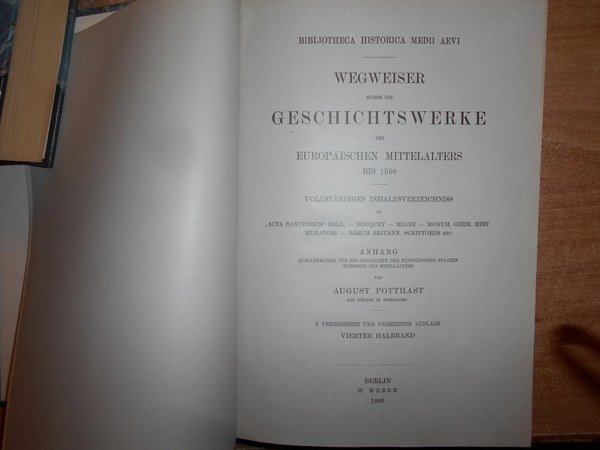 BIBLIOTHECA HISTORICA MEDII AEVI
WEGWEISER
DURCH DIE
GESCHICHTSWERKE
DES
EUROPÄISCHEN MITTELALTERS
BIS 1500
VOLLSTÄNDIGES INHALTSVERZEICHNISS
ZU
‚ACTA SANCTORUM‘ BOLL. — BOUQUET — MIGNE — MONUM. GERM. HIST.
MURATORI — RERUM BRITANN. SCRIPTORES ETC.
ANHANG
QUELLENKUNDE FÜR DIE GESCHICHTE DER EUROPÄISCHEN STAATEN
WÄHREND DES MITTELALTERS
VON
AUGUST POTTHAST
AUS HÖXTER IN WESTFALEN
2. VERBESSERTE UND VERMEHRTE AUFLAGE
VIERTER HALBBAND
BERLIN
W. WEBER
1896